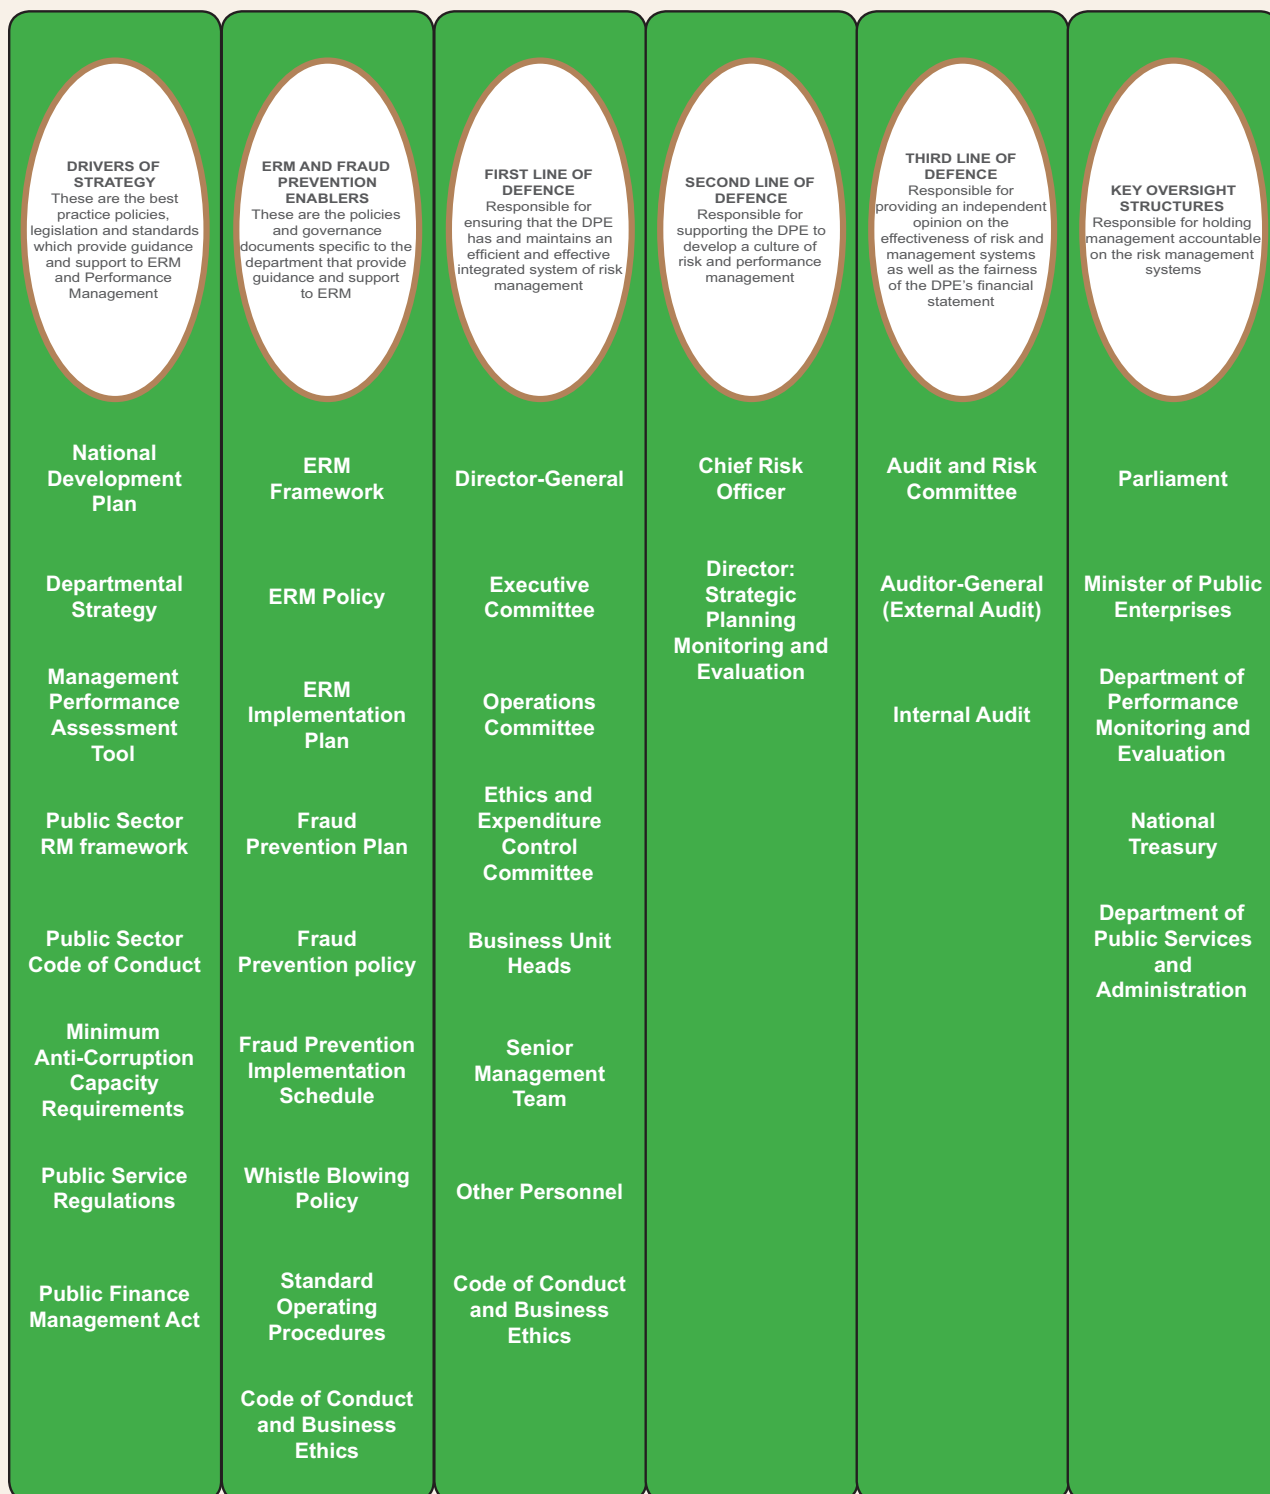 DRIVERS OF
STRATEGY
These are the best
practice policies,
legislation and standards
which provide guidance
and support to ERM
and Performance
Management
National
Development
Plan
Departmental
Strategy
Management
Performance
Assessment
Tool
Public Sector
RM framework
Public Sector
Code of Conduct
Minimum
Anti-Corruption
Capacity
Requirements
Public Service
Regulations
Public Finance
Management Act
ERM AND FRAUD
PREVENTION
ENABLERS
These are the policies
and governance
documents specific to the
department that provide
guidance and support
to ERM
ERM
Framework
ERM Policy
ERM
Implementation
Plan
Fraud
Prevention Plan
Fraud
Prevention policy
Fraud Prevention
Implementation
Schedule
Whistle Blowing
Policy
Standard
Operating
Procedures
Code of Conduct
and Business
Ethics
FIRST LINE OF
DEFENCE
Responsible for
ensuring that the DPE
has and maintains an
efficient and effective
integrated system of risk
management
Director-General
Executive
Committee
Operations
Committee
Ethics and
Expenditure
Control
Committee
Business Unit
Heads
Senior
Management
Team
Other Personnel
Code of Conduct
and Business
Ethics
SECOND LINE OF
DEFENCE
Responsible for
supporting the DPE to
develop a culture of
risk and performance
management
Chief Risk
Officer
Director:
Strategic
Planning
Monitoring and
Evaluation
THIRD LINE OF
DEFENCE
Responsible for
providing an independent
opinion on the
effectiveness of risk and
management systems
as well as the fairness
of the DPE’s financial
statement
Audit and Risk
Committee
Auditor-General
(External Audit)
Internal Audit
KEY OVERSIGHT
STRUCTURES
Responsible for holding
management accountable
on the risk management
systems
Parliament
Minister of Public
Enterprises
Department of
Performance
Monitoring and
Evaluation
National
Treasury
Department of
Public Services
and
Administration